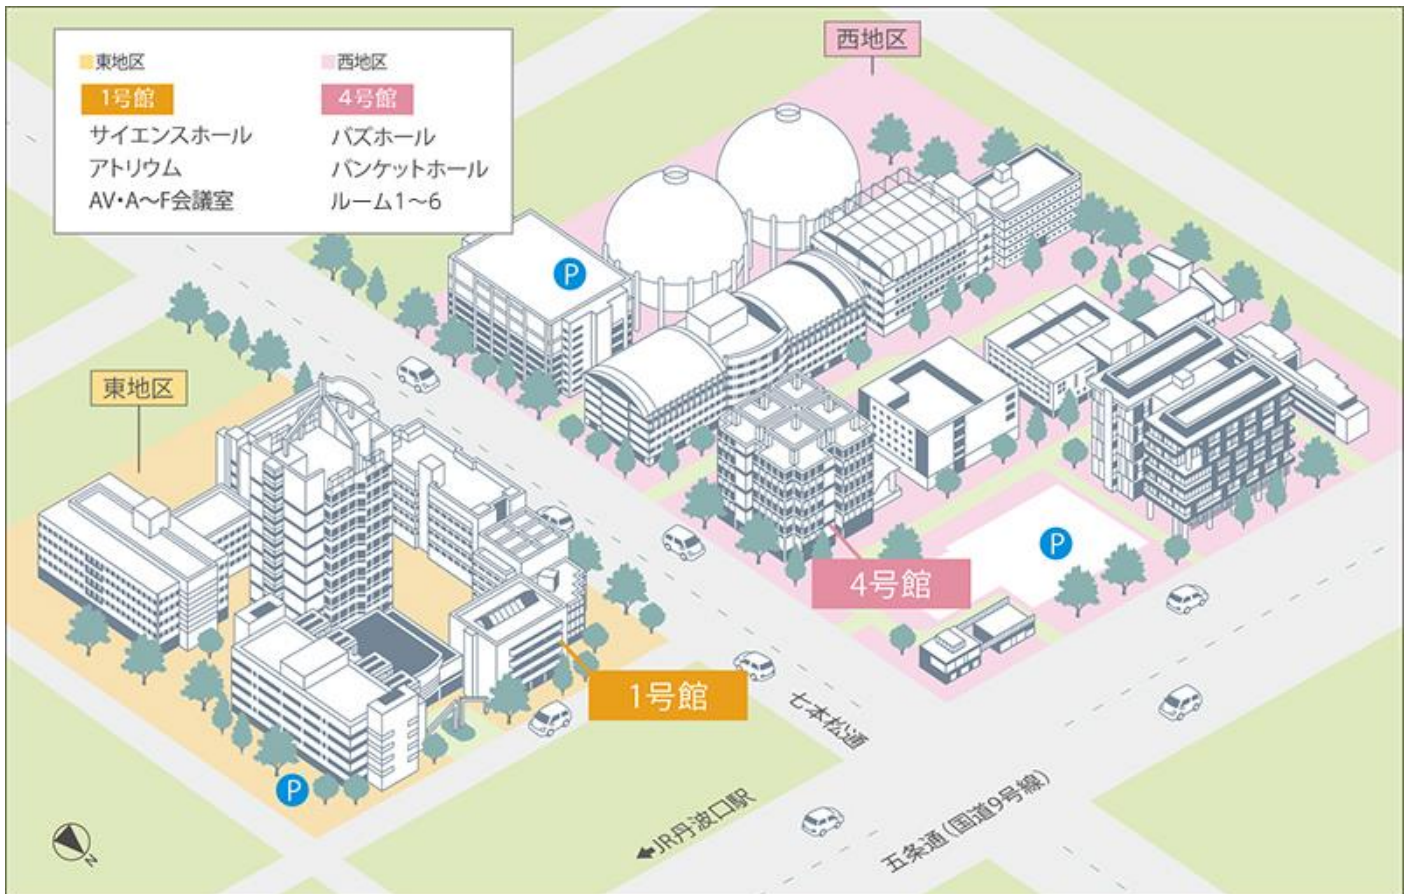 西地区
東地区
1号館
サイエンスホール
アトリウム
AV・A～F会議室
西地区
4号館
バズホール
バンケットホール
ルーム1～6
P
東地区
P
4号館
1号館
七本松通
P
←JR丹波口駅
五条通(国道9号線)
N